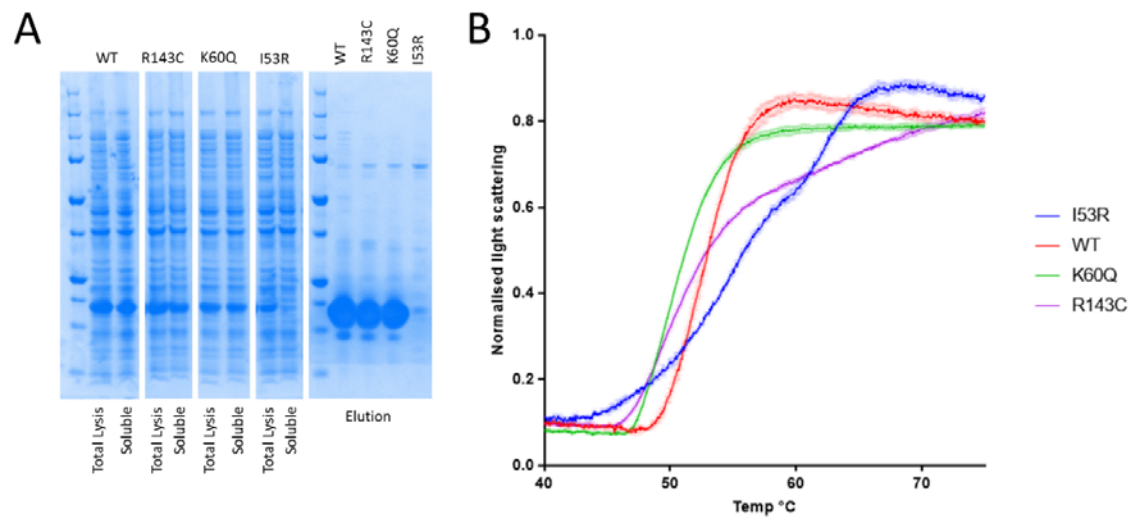 A
WT R143C K60Q I53R
WT
R143C
K60Q
I53R
Total Lysis
Soluble
Total Lysis
Soluble
Total Lysis
Soluble
Total Lysis
Soluble
Elution
B
Normalised light scattering
1.0
0.8
0.6
0.4
0.2
0.0
40 50 60 70
Temp °C
I53R
WT
K60Q
R143C